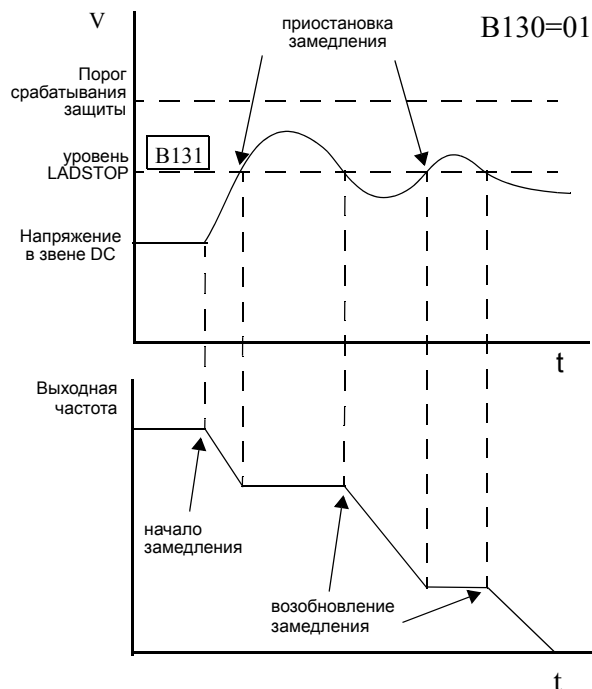 V
приостановка
замедления
B130=01
Порог
срабатывания
защиты
уровень
LADSTOP
B131
Напряжение
в звене DC
t
Выходная
частота
начало
замедления
возобновление
замедления
t